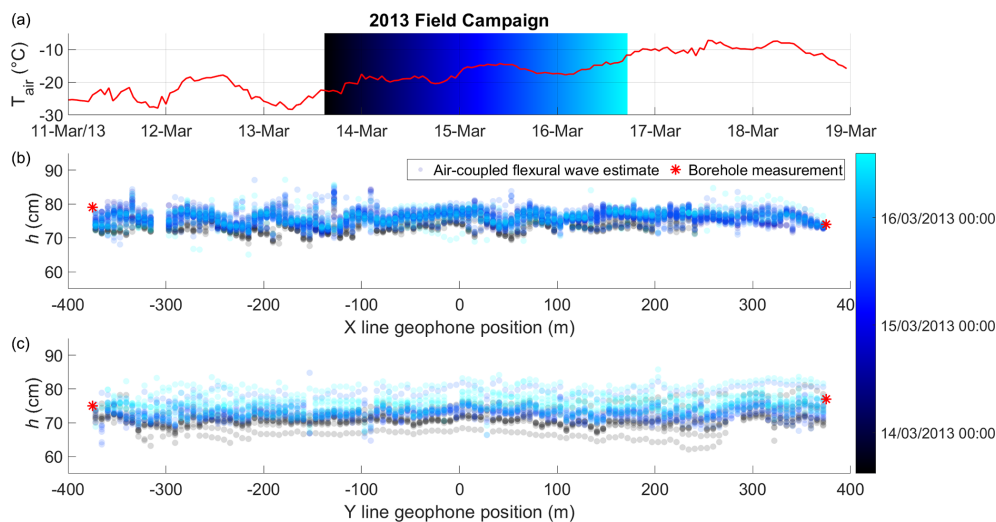 (a)
2013 Field Campaign
T air (°C)
-10
-20
-30
11-Mar/13 12-Mar 13-Mar 14-Mar 15-Mar 16-Mar 17-Mar 18-Mar 19-Mar
(b)
Air-coupled flexural wave estimate Borehole measurement
h (cm)
90
80
70
60
-400 -300 -200 -100 0 100 200 300 400
X line geophone position (m)
(c)
h (cm)
90
80
70
60
-400 -300 -200 -100 0 100 200 300 400
Y line geophone position (m)
16/03/2013 00:00
15/03/2013 00:00
14/03/2013 00:00